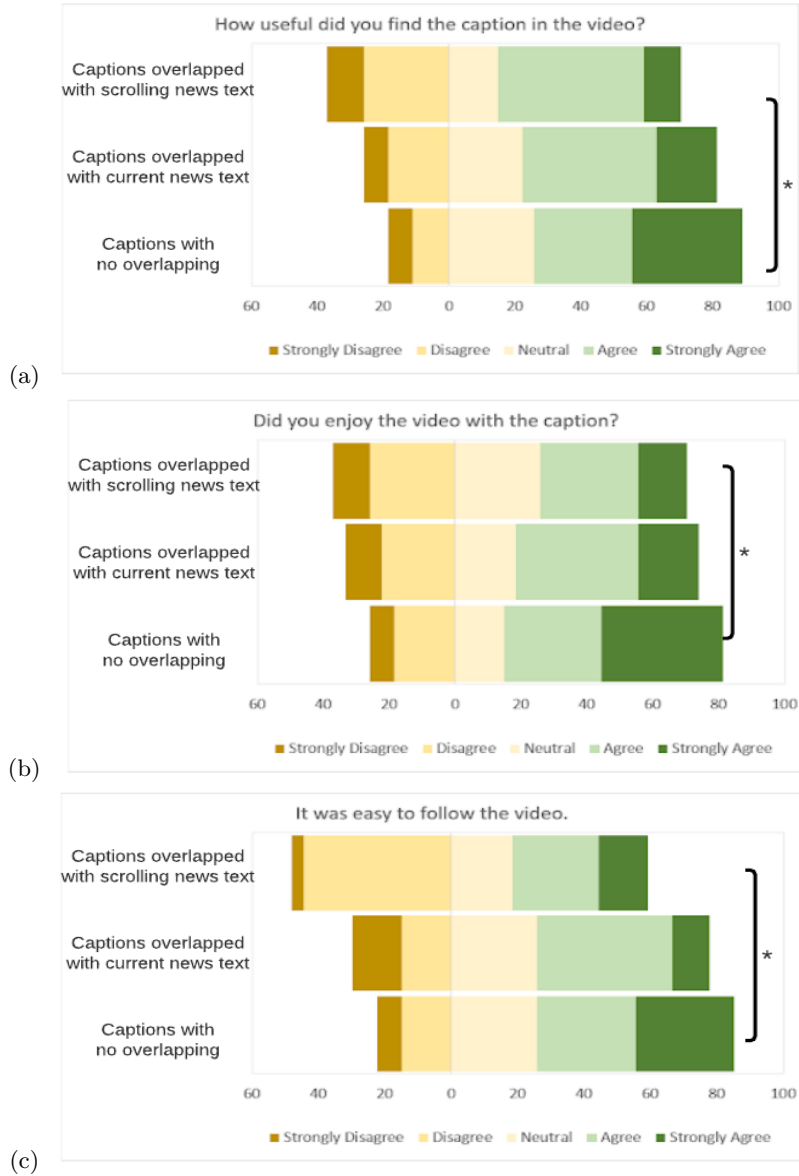 How useful did you find the caption in the video?
Captions overlapped
with scrolling news text
Captions overlapped
with current news text
Captions with
no overlapping
*
60 40 20 0 20 40 60 80 100
Strongly Disagree Disagree Neutral Agree Strongly Agree
(a)
Did you enjoy the video with the caption?
Captions overlapped
with scrolling news text
Captions overlapped
with current news text
Captions with
no overlapping
*
60 40 20 0 20 40 60 80 100
Strongly Disagree Disagree Neutral Agree Strongly Agree
(b)
It was easy to follow the video.
Captions overlapped
with scrolling news text
Captions overlapped
with current news text
Captions with
no overlapping
*
60 40 20 0 20 40 60 80 100
Strongly Disagree Disagree Neutral Agree Strongly Agree
(c)